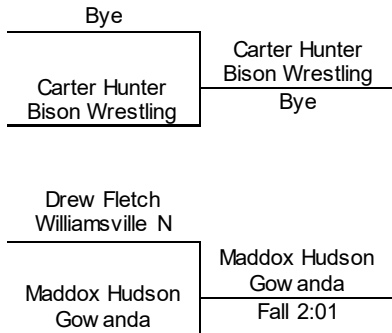 Bye
Carter Hunter
Bison Wrestling
Carter Hunter
Bison Wrestling
Bye
Drew Fletch
Williamsville N
Maddox Hudson
Gowanda
Maddox Hudson
Gowanda
Fall 2:01